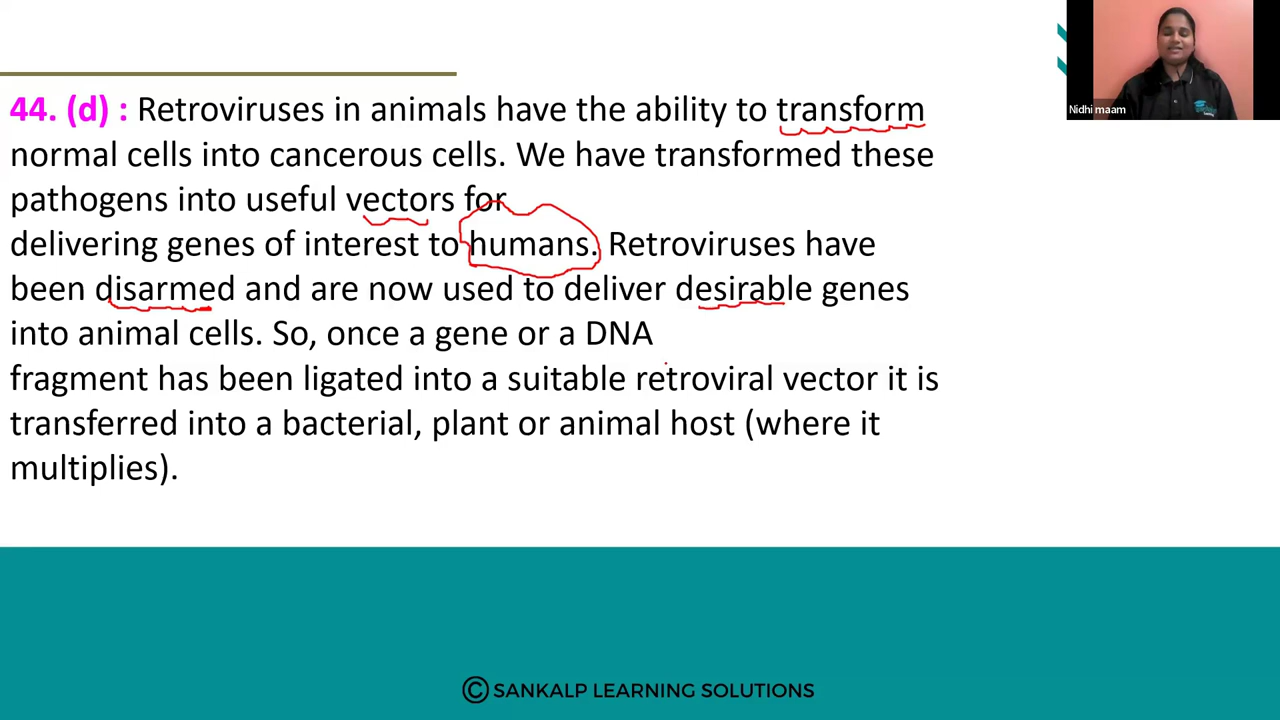 Nidhi maam
44. (d) : Retroviruses in animals have the ability to transform
normal cells into cancerous cells. We have transformed these
pathogens into useful vectors for
delivering genes of interest to humans. Retroviruses have
been disarmed and are now used to deliver desirable genes
into animal cells. So, once a gene or a DNA
fragment has been ligated into a suitable retroviral vector it is
transferred into a bacterial, plant or animal host (where it
multiplies).
© SANKALP LEARNING SOLUTIONS